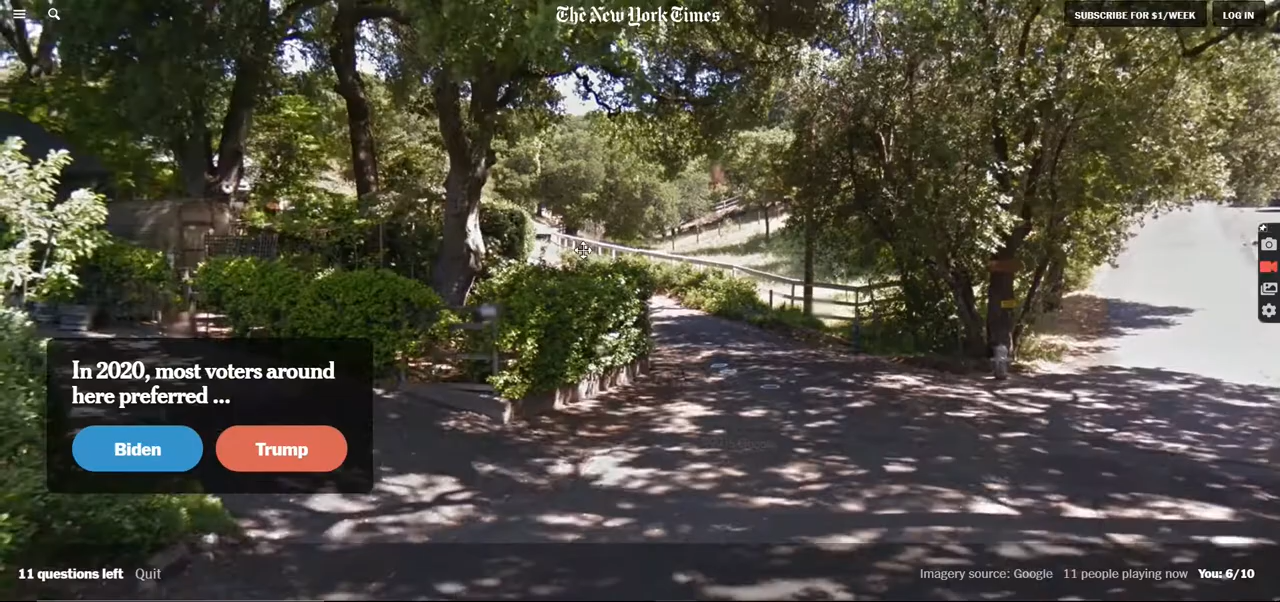 The New York Times
SUBSCRIBE FOR $1/WEEK
LOG IN
In 2020, most voters around
here preferred ...
Biden
Trump
11 questions left
Quit
Imagery source: Google
11 people playing now
You: 6/10